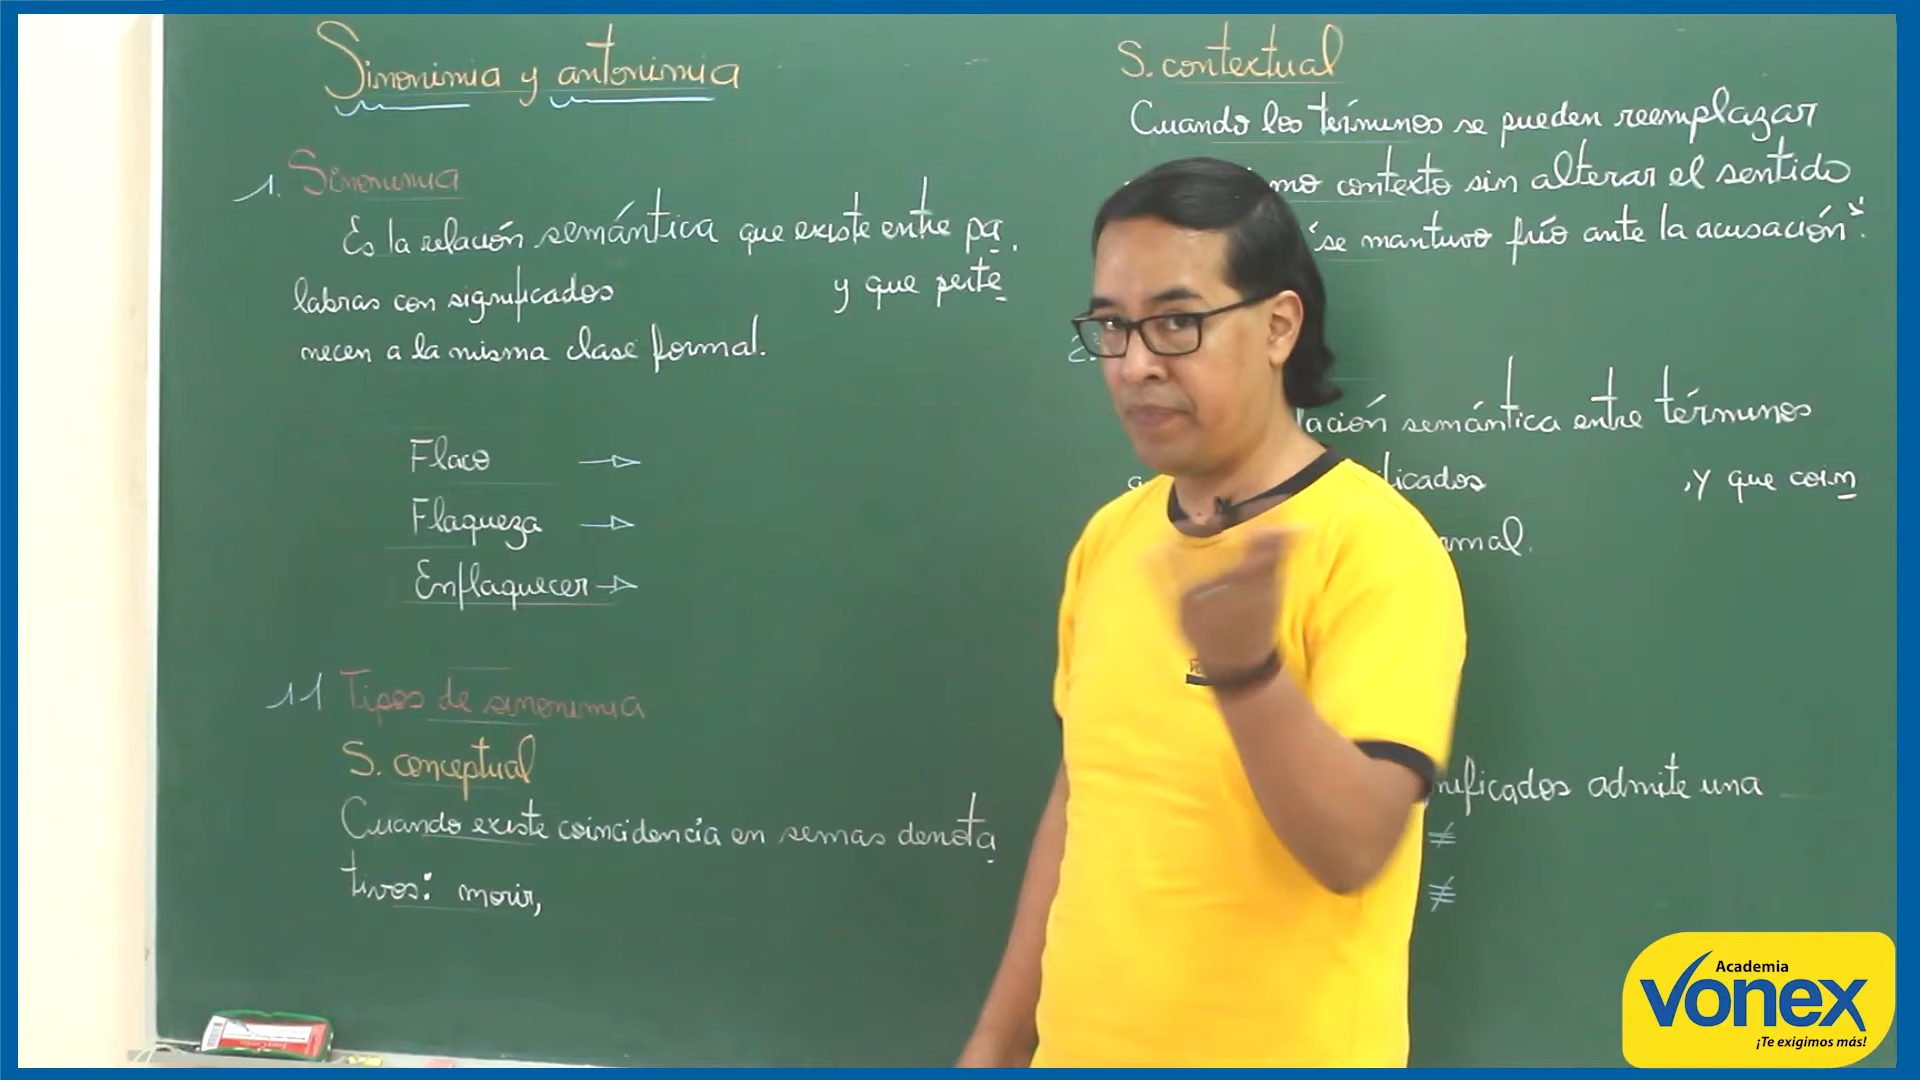 Sinonimia y antonimia
1. Sinonimia
Es la relación semántica que existe entre pa
labras con significados y que perte
necen a la misma clase formal.
Flaco →
Flaqueza →
Enflaquecer →
1.1 Tipos de sinonimia
S. conceptual
Cuando existe coincidencia en semas denota
tivos: morir,
S. contextual
Cuando los términos se pueden reemplazar
mo contexto sin alterar el sentido
"se mantuvo frío ante la acusación".
2.
lación semántica entre términos
licados , y que coin
rmal.
nificados admite una
≠
≠
Academia
Vonex
¡Te exigimos más!